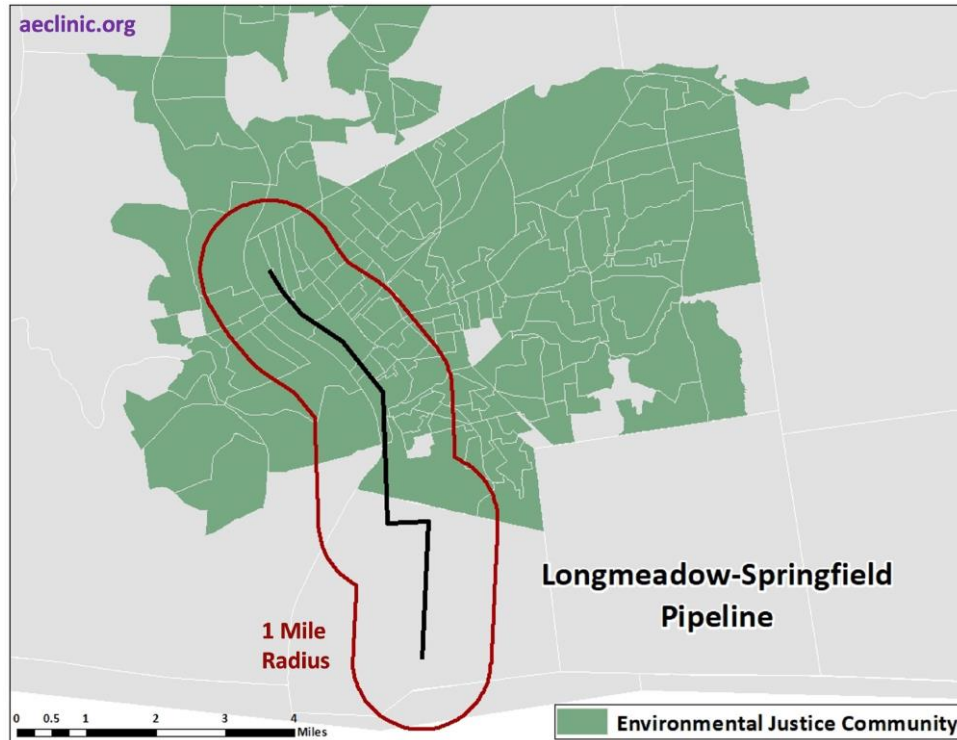 aeclinic.org
Longmeadow-Springfield
Pipeline
1 Mile
Radius
0 0.5 1 2 3 4
Miles
Environmental Justice Community